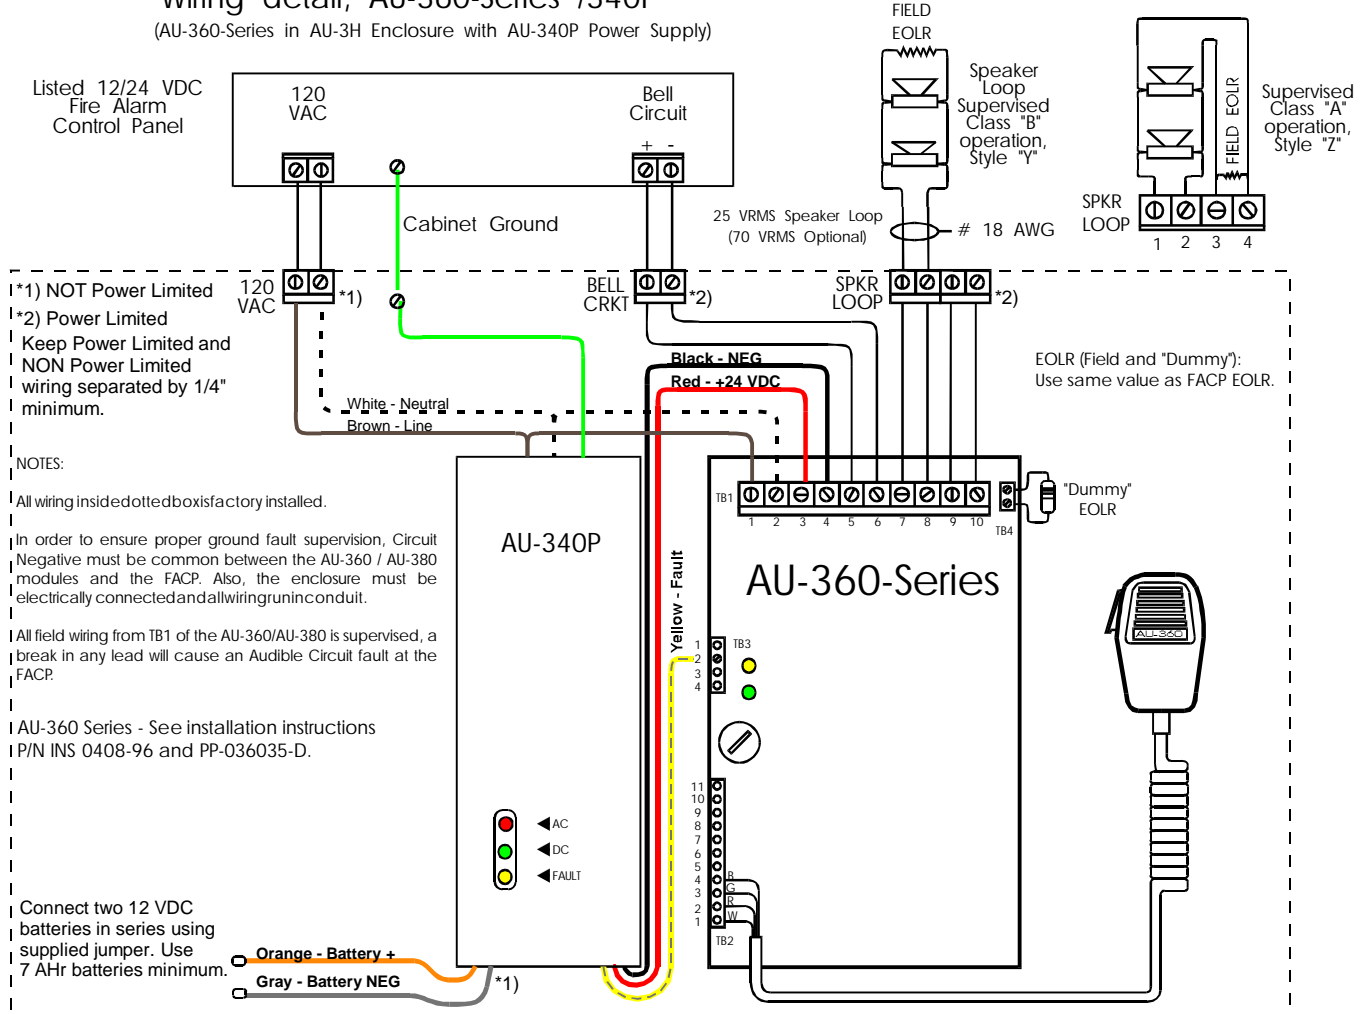 Wiring detail, AU-360-Series /340P
(AU-360-Series in AU-3H Enclosure with AU-340P Power Supply)
Listed 12/24 VDC
Fire Alarm
Control Panel
120
VAC
Bell
Circuit
+ -
Cabinet Ground
FIELD
EOLR
Speaker
Loop
Supervised
Class "B"
operation,
Style "Y"
FIELD EOLR
Supervised
Class "A"
operation,
Style "Z"
SPKR
LOOP
1 2 3 4
25 VRMS Speaker Loop
(70 VRMS Optional)
# 18 AWG
*1) NOT Power Limited
*2) Power Limited
Keep Power Limited and
NON Power Limited
wiring separated by 1/4"
minimum.
120
VAC
*1)
BELL
CRKT
*2)
SPKR
LOOP
*2)
Black - NEG
Red - +24 VDC
White - Neutral
Brown - Line
EOLR (Field and "Dummy"):
Use same value as FACP EOLR.
NOTES:
All wiring inside dotted box is factory installed.
In order to ensure proper ground fault supervision, Circuit
Negative must be common between the AU-360 / AU-380
modules and the FACP. Also, the enclosure must be
electrically connected and all wiring run in conduit.
All field wiring from TB1 of the AU-360/AU-380 is supervised, a
break in any lead will cause an Audible Circuit fault at the
FACP.
AU-360 Series - See installation instructions
P/N INS 0408-96 and PP-036035-D.
AU-340P
AC
DC
FAULT
Yellow - Fault
TB1
1 2 3 4 5 6 7 8 9 10
TB4
"Dummy"
EOLR
AU-360-Series
1
2
3
4
TB3
11
10
9
8
7
6
5
4
3
2
1
B
G
R
W
TB2
AU-360
Connect two 12 VDC
batteries in series using
supplied jumper. Use
7 AHr batteries minimum.
Orange - Battery +
Gray - Battery NEG
*1)